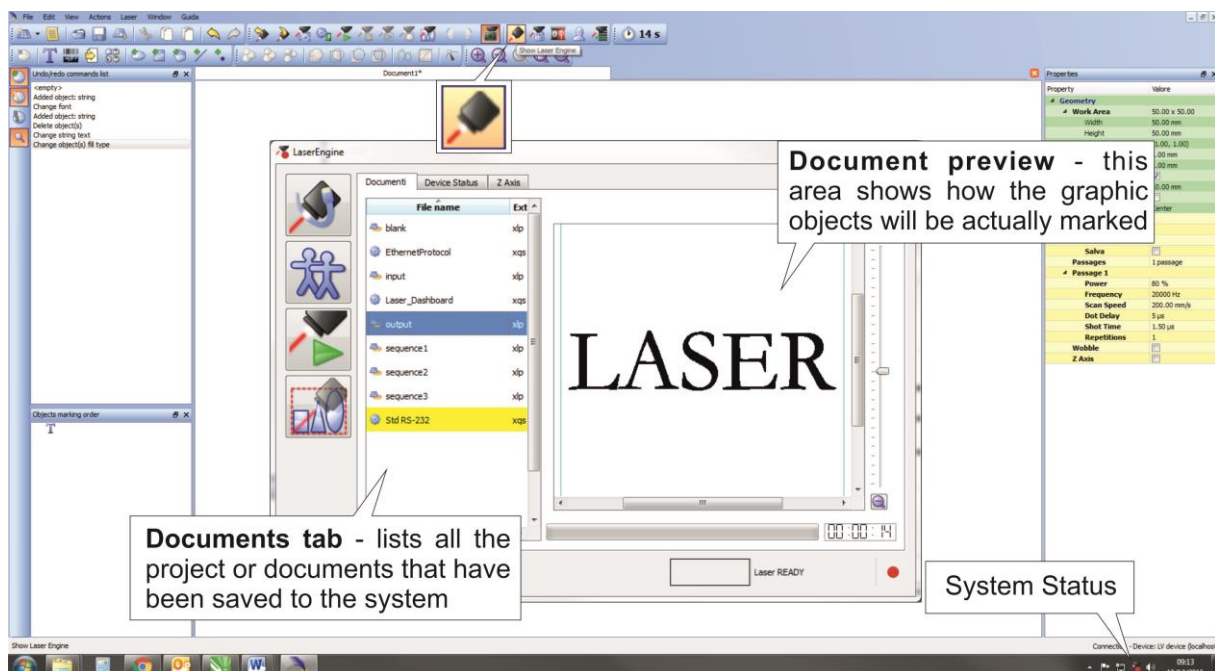 File Edit View Actions Laser Window Guida
14 s
Show Laser Engine
Undo/redo commands list
Document1*
Properties
<empty>
Added object: string
Change font
Added object: string
Delete object(s)
Change string text
Change object(s) fill type
Property Valore
Geometry
Work Area 50.00 x 50.00
Width 50.00 mm
Height 50.00 mm
LaserEngine
Document preview - this
area shows how the graphic
objects will be actually marked
Documenti Device Status Z Axis
File name Ext
blank xlp
EthernetProtocol xqs
input xlp
Laser_Dashboard xqs
output xlp
sequence1 xlp
sequence2 xlp
sequence3 xlp
Std RS-232 xqs
LASER
Salva
Passages 1 passage
Passage 1
Power 80 %
Frequency 20000 Hz
Scan Speed 200.00 mm/s
Dot Delay 5 µs
Shot Time 1.50 µs
Repetitions 1
Wobble
Z Axis
Objects marking order
T
00:00:14
Documents tab - lists all the
project or documents that have
been saved to the system
Laser READY
System Status
Show Laser Engine
Device: LV device (localhost
09:13